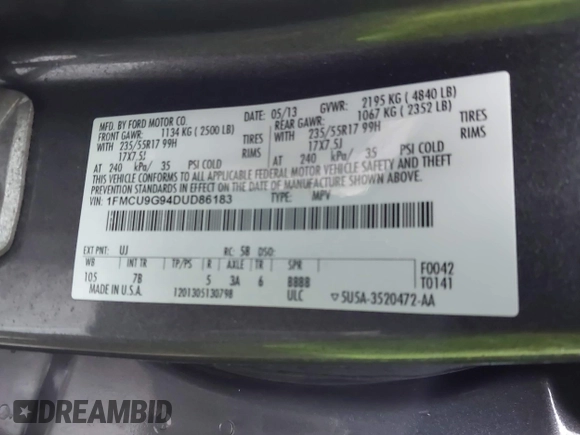 MFD. BY FORD MOTOR CO. DATE: 05/13 GVWR: 2195 KG ( 4840 LB)
FRONT GAWR: 1134 KG ( 2500 LB) REAR GAWR: 1067 KG ( 2352 LB)
WITH 235/55R17 99H TIRES WITH 235/55R17 99H TIRES
17X7.5J RIMS 17X7.5J RIMS
AT 240 kPa/ 35 PSI COLD AT 240 kPa/ 35 PSI COLD
THIS VEHICLE CONFORMS TO ALL APPLICABLE FEDERAL MOTOR VEHICLE SAFETY AND THEFT
PREVENTION STANDARDS IN EFFECT ON THE DATE OF MANUFACTURE SHOWN ABOVE.
VIN: 1FMCU9G94DUD86183 TYPE: MPV
EXT PNT: UJ RC: 58 DSO: F0042
WB INT TR TP/PS R AXLE TR SPR T0141
105 7B 5 3A 6 BBBB
MADE IN U.S.A. 1201305130798 ULC ▽5U5A-3520472-AA
DREAMBID